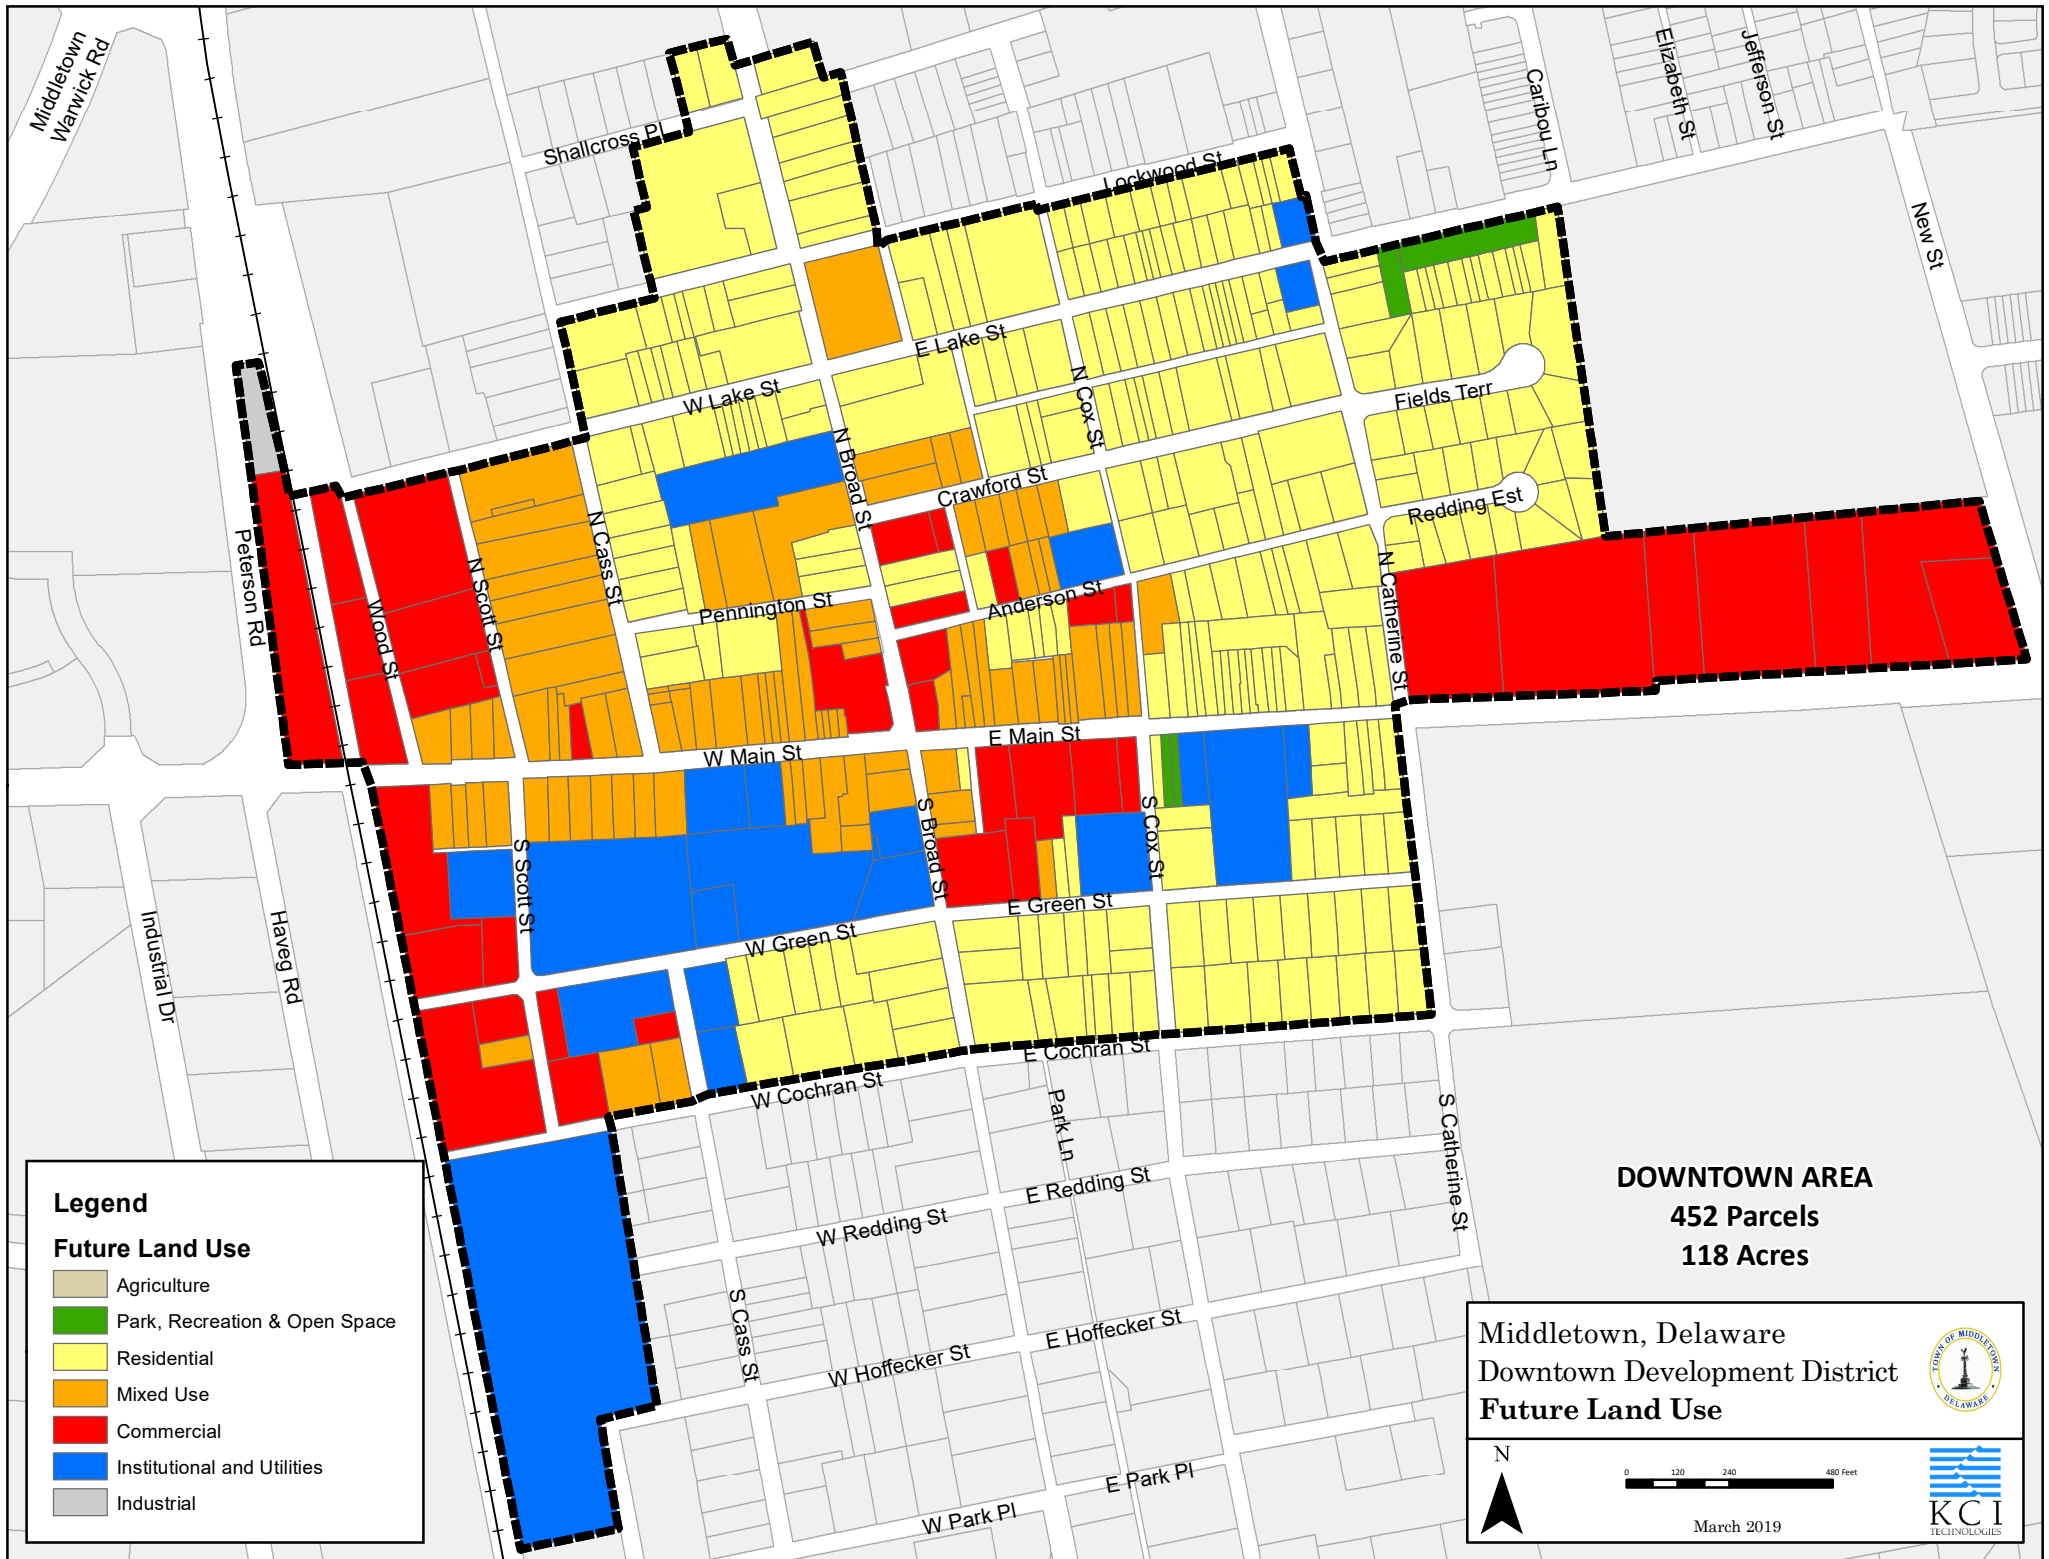 Middletown
Warwick Rd
Shallcross Pl
Lockwood St
Caribou Ln
Elizabeth St
Jefferson St
New St
E Lake St
W Lake St
N Cox St
Fields Terr
N Broad St
Crawford St
Redding Est
Peterson Rd
Wood St
N Scott St
N Cass St
Pennington St
Anderson St
N Catherine St
W Main St
E Main St
S Scott St
S Broad St
S Cox St
Industrial Dr
Haveg Rd
W Green St
E Green St
E Cochran St
W Cochran St
Park Ln
S Catherine St
E Redding St
W Redding St
S Cass St
E Hoffecker St
W Hoffecker St
E Park Pl
W Park Pl
Legend
Future Land Use
Agriculture
Park, Recreation & Open Space
Residential
Mixed Use
Commercial
Institutional and Utilities
Industrial
DOWNTOWN AREA
452 Parcels
118 Acres
Middletown, Delaware
Downtown Development District
Future Land Use
TOWN OF MIDDLETOWN
DELAWARE
N
0 120 240 480 Feet
March 2019
KCI
TECHNOLOGIES